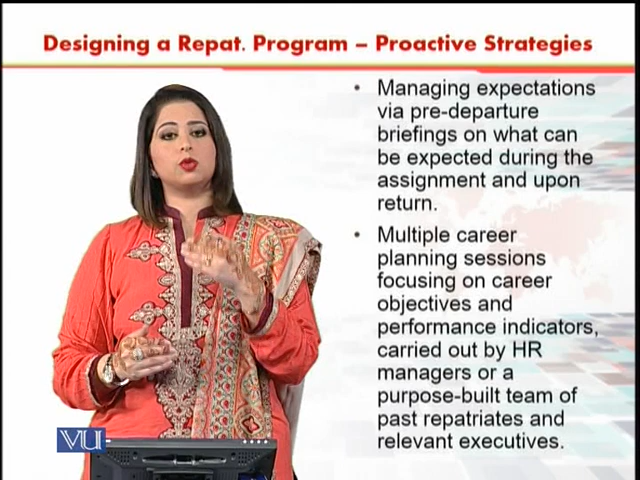 Designing a Repat. Program – Proactive Strategies
• Managing expectations
via pre-departure
briefings on what can
be expected during the
assignment and upon
return.
• Multiple career
planning sessions
focusing on career
objectives and
performance indicators,
carried out by HR
managers or a
purpose-built team of
past repatriates and
relevant executives.
VU